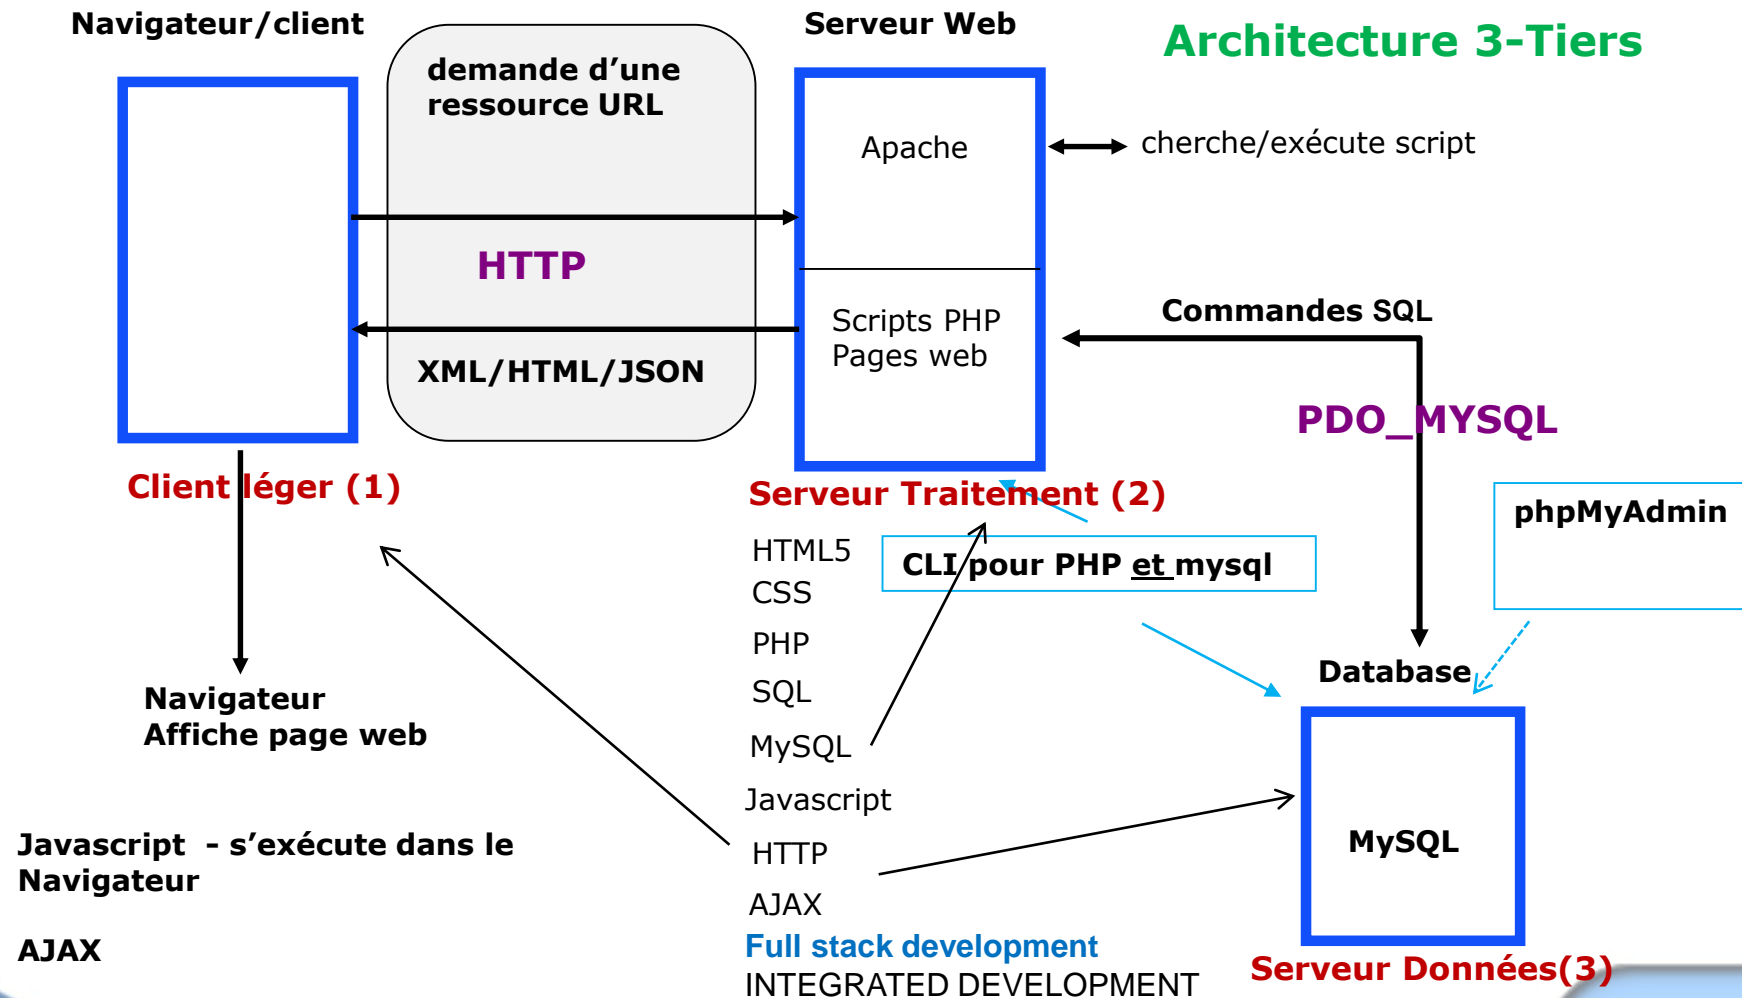 Navigateur/client
Serveur Web
Architecture 3-Tiers
demande d’une
ressource URL
Apache
cherche/exécute script
HTTP
Scripts PHP
Pages web
Commandes SQL
XML/HTML/JSON
PDO_MYSQL
Client léger (1)
Serveur Traitement (2)
phpMyAdmin
HTML5
CLI pour PHP et mysql
CSS
PHP
SQL
MySQL
Javascript
HTTP
AJAX
Full stack development
INTEGRATED DEVELOPMENT
Database
MySQL
Serveur Données(3)
Navigateur
Affiche page web
Javascript - s’exécute dans le
Navigateur
AJAX